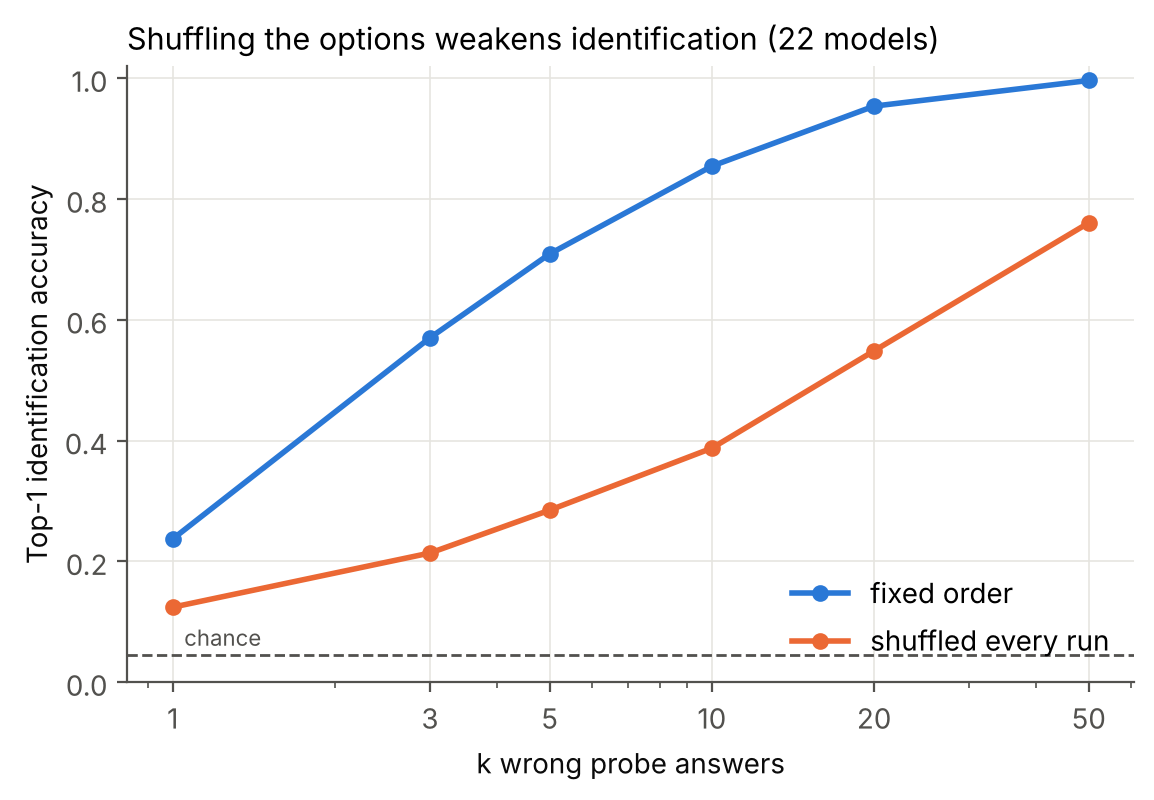 Shuffling the options weakens identification (22 models)
Top-1 identification accuracy
1.0
0.8
0.6
0.4
0.2
0.0
chance
fixed order
shuffled every run
1 3 5 10 20 50
k wrong probe answers